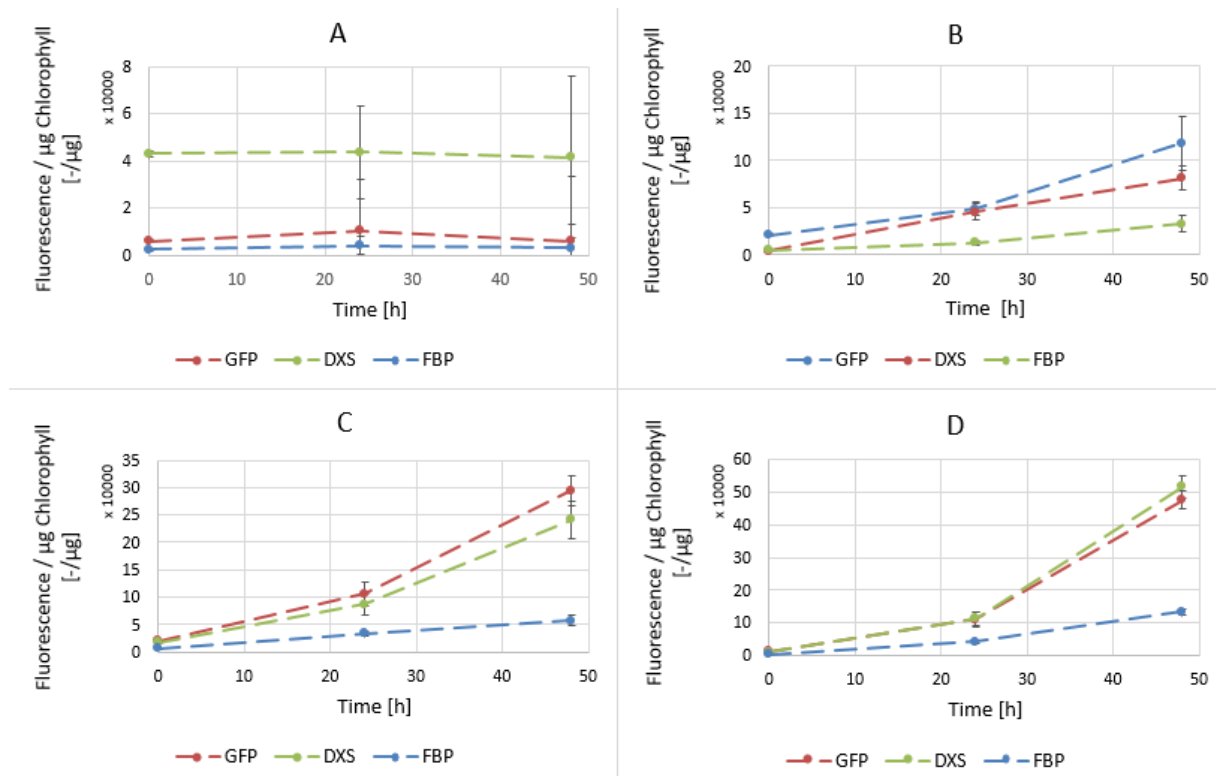 A
Fluorescence / µg Chlorophyll
[-/µg]
x 10000
8
6
4
2
0
0 10 20 30 40 50
Time [h]
GFP DXS FBP
B
Fluorescence / µg Chlorophyll
[-/µg]
x 10000
20
15
10
5
0
0 10 20 30 40 50
Time [h]
GFP DXS FBP
C
Fluorescence / µg Chlorophyll
[-/µg]
x 10000
35
30
25
20
15
10
5
0
0 10 20 30 40 50
Time [h]
GFP DXS FBP
D
Fluorescence / µg Chlorophyll
[-/µg]
x 10000
60
50
40
30
20
10
0
0 10 20 30 40 50
Time [h]
GFP DXS FBP